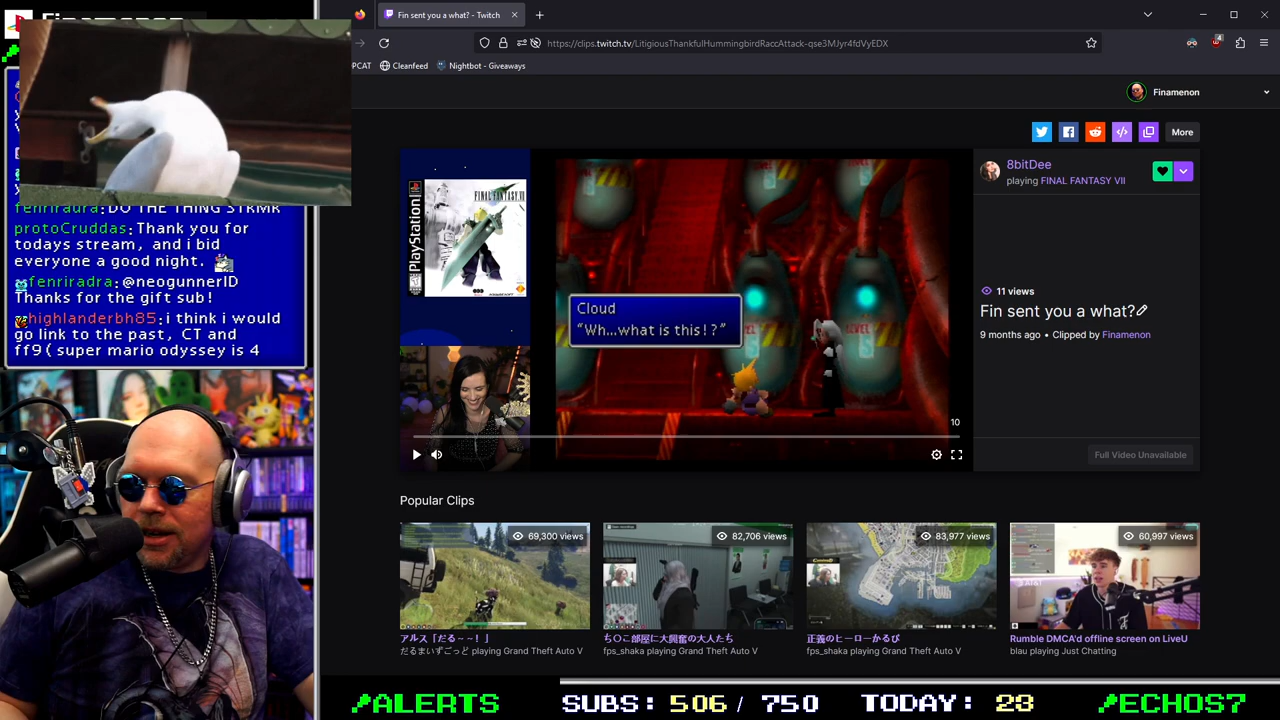 Finamenon
Fin sent you a what? - Twitch
https://clips.twitch.tv/LitigiousThankfulHummingbirdRaccAttack-qse3MJyr4fdVyEDX
4
PCAT
Cleanfeed
Nightbot - Giveaways
Finamenon
More
fenriradra: DO THE THING STRMR
protoCruddas: Thank you for
todays stream, and i bid
everyone a good night.
fenriradra: @neogunnerID
Thanks for the gift sub!
highlanderbh85: i think i would
go link to the past, CT and
ff9( super mario odyssey is 4
PlayStation
FINAL FANTASY VII
Cloud
“Wh...what is this!?”
10
8bitDee
playing FINAL FANTASY VII
11 views
Fin sent you a what?
9 months ago • Clipped by Finamenon
Full Video Unavailable
Popular Clips
69,300 views
アルス「だる～～！」
だるまいずごっど playing Grand Theft Auto V
82,706 views
ち〇こ部屋に大興奮の大人たち
fps_shaka playing Grand Theft Auto V
83,977 views
正義のヒーローかるび
fps_shaka playing Grand Theft Auto V
60,997 views
Rumble DMCA'd offline screen on LiveU
blau playing Just Chatting
/ALERTS
SUBS: 506 / 750
TODAY: 23
/ECHOS7